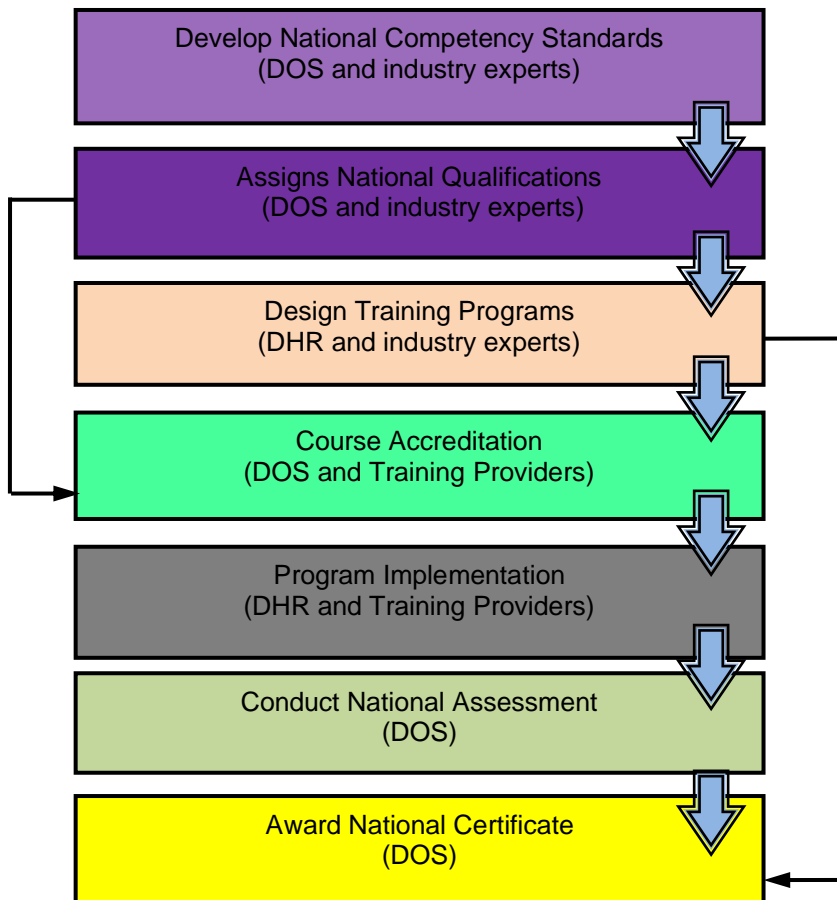 Develop National Competency Standards
(DOS and industry experts)
Assigns National Qualifications
(DOS and industry experts)
Design Training Programs
(DHR and industry experts)
Course Accreditation
(DOS and Training Providers)
Program Implementation
(DHR and Training Providers)
Conduct National Assessment
(DOS)
Award National Certificate
(DOS)